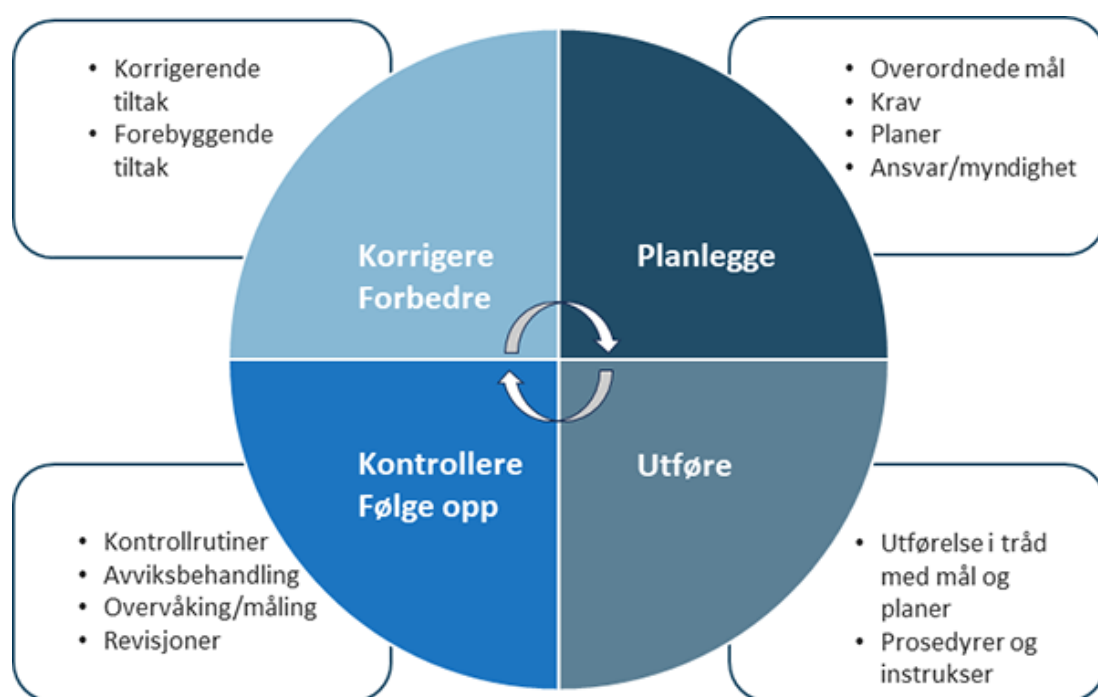 Korrigerende
tiltak
Forebyggende
tiltak
Overordnede mål
Krav
Planer
Ansvar/myndighet
Korrigere
Forbedre
Planlegge
Kontrollere
Følge opp
Utføre
Kontrollrutiner
Avviksbehandling
Overvåking/måling
Revisjoner
Utførelse i tråd
med mål og
planer
Prosedyrer og
instrukser